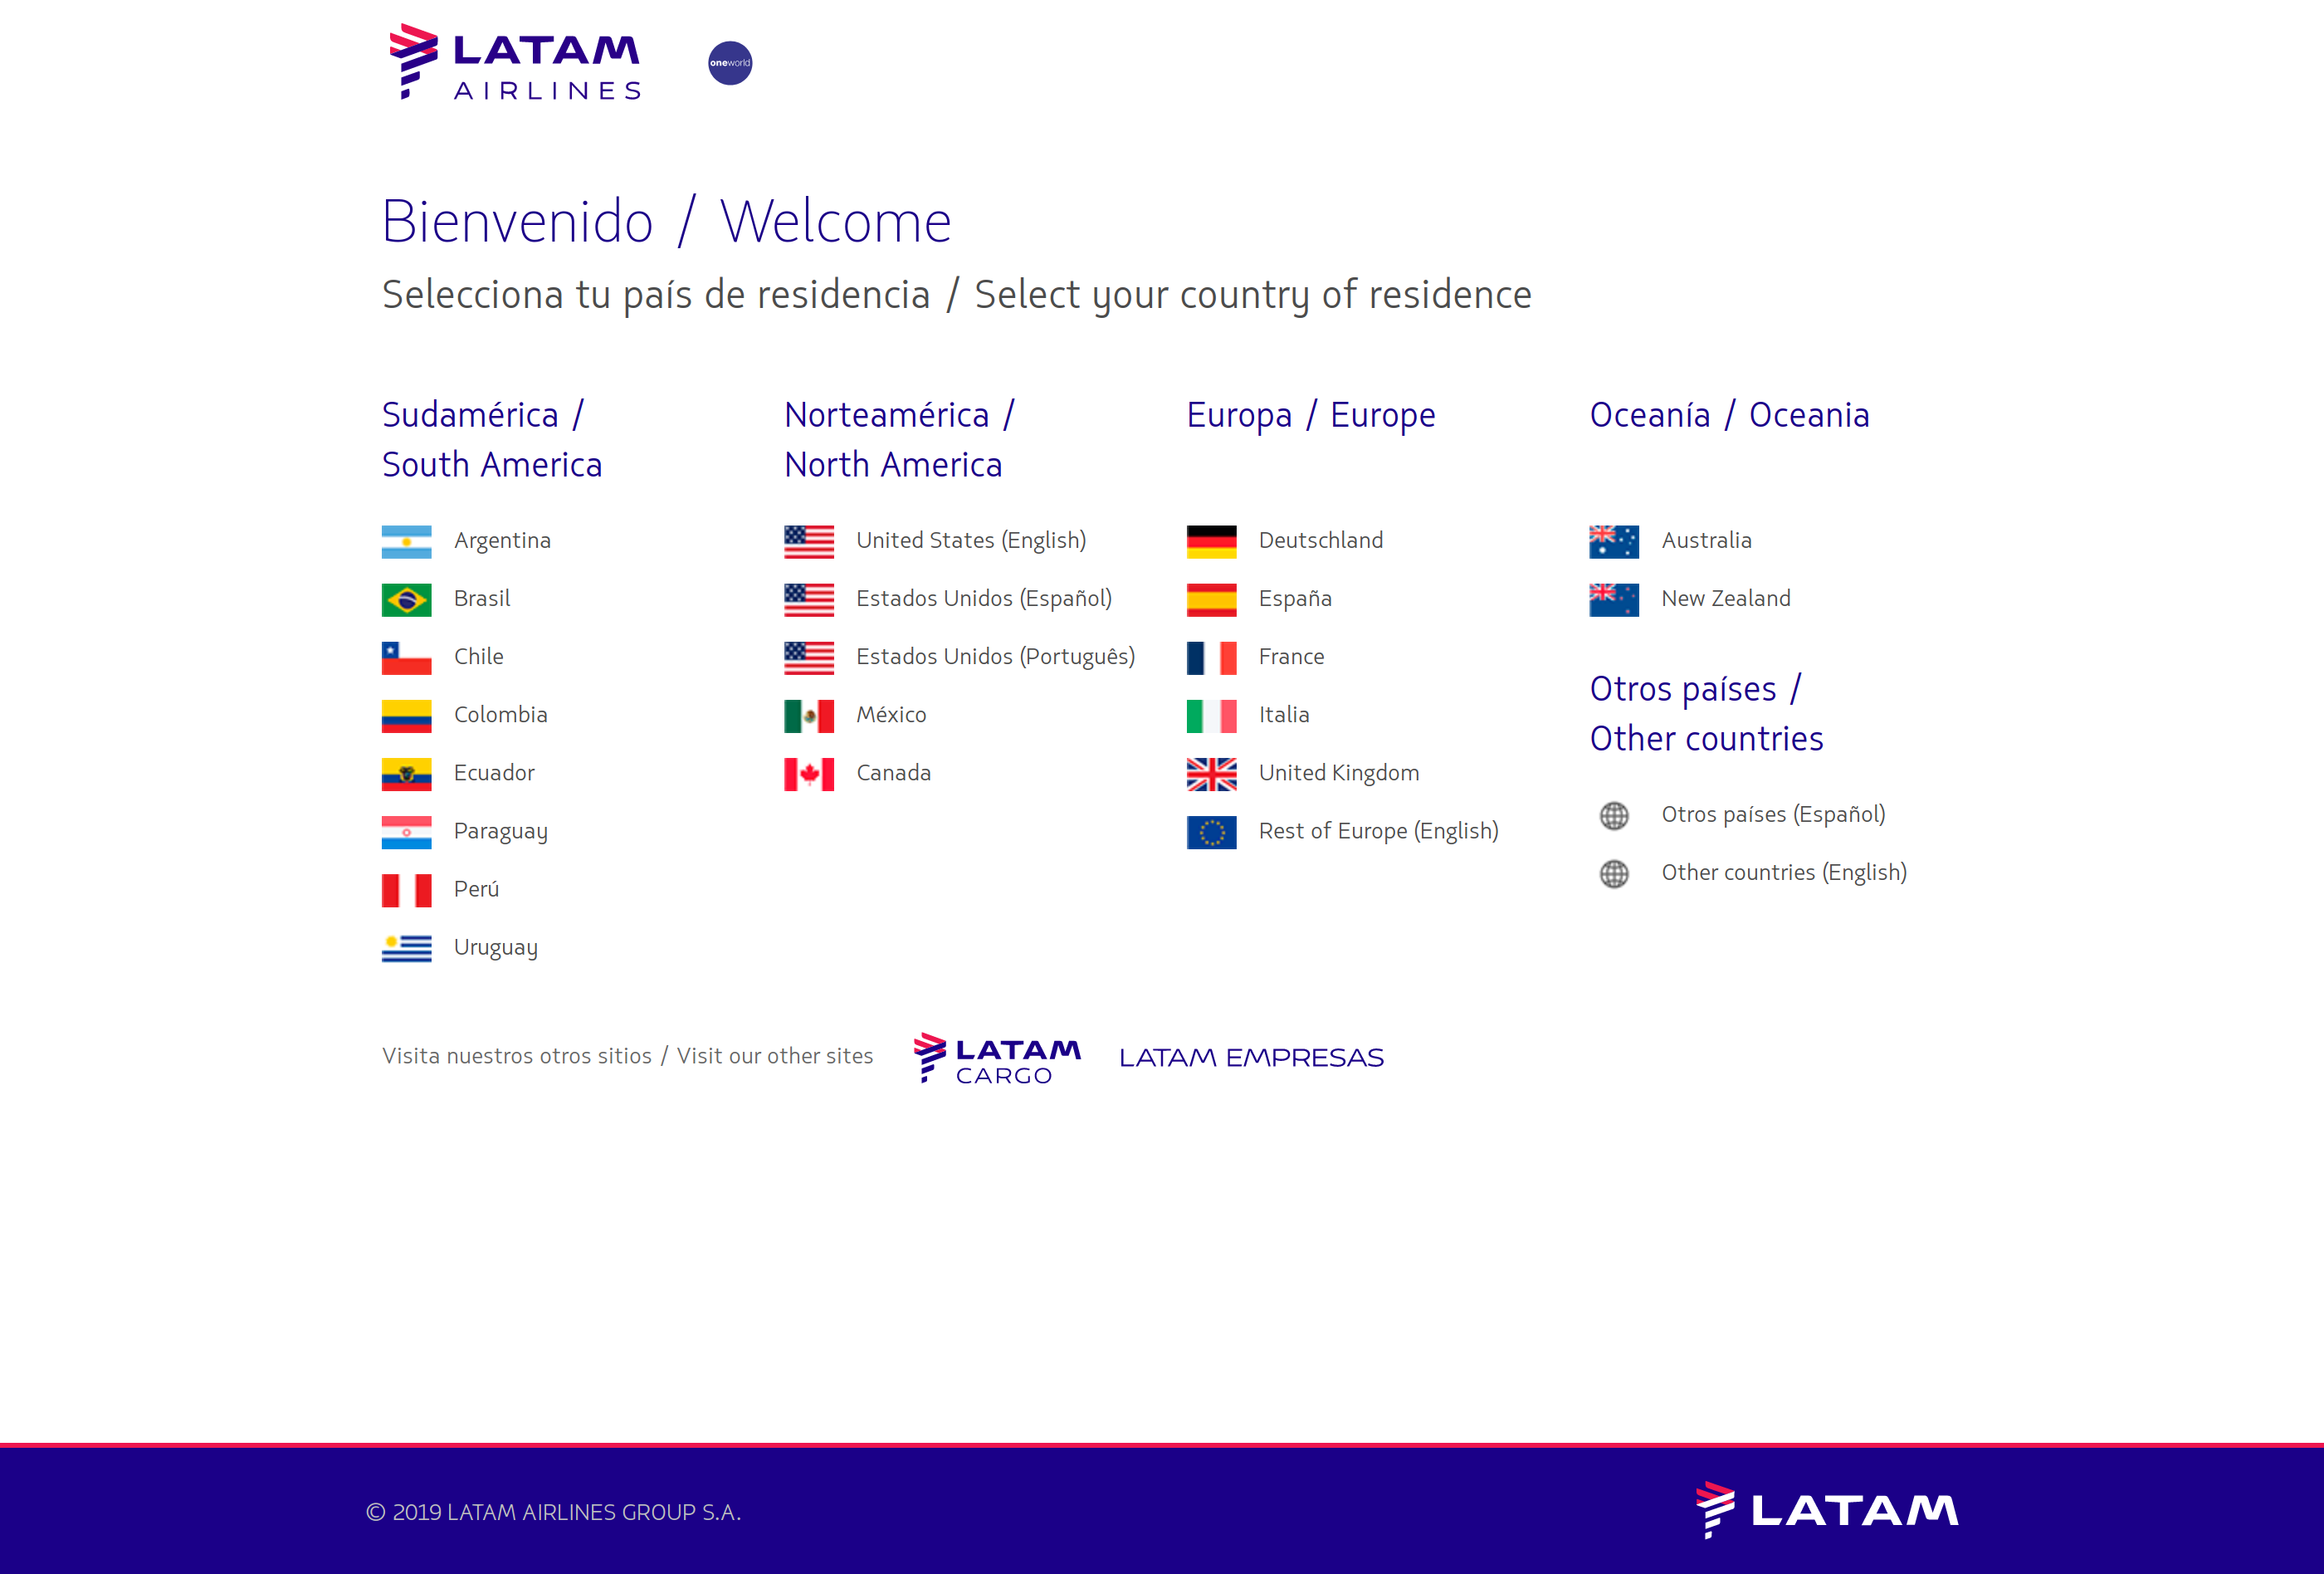 LATAM
AIRLINES
oneworld
Bienvenido / Welcome
Selecciona tu país de residencia / Select your country of residence
Sudamérica /
South America
Argentina
Brasil
Chile
Colombia
Ecuador
Paraguay
Perú
Uruguay
Norteamérica /
North America
United States (English)
Estados Unidos (Español)
Estados Unidos (Português)
México
Canada
Europa / Europe
Deutschland
España
France
Italia
United Kingdom
Rest of Europe (English)
Oceanía / Oceania
Australia
New Zealand
Otros países /
Other countries
Otros países (Español)
Other countries (English)
Visita nuestros otros sitios / Visit our other sites
LATAM
CARGO
LATAM EMPRESAS
© 2019 LATAM AIRLINES GROUP S.A.
LATAM